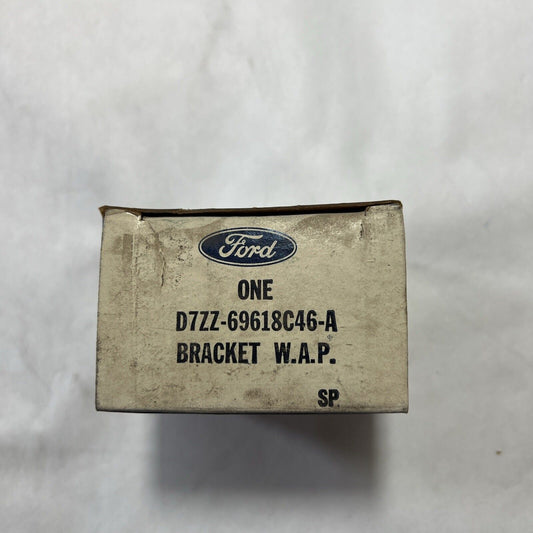 Ford
ONE
D7ZZ-69618C46-A
BRACKET W.A.P.
SP